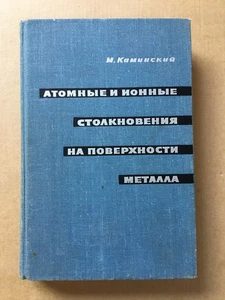 М. Каминский
АТОМНЫЕ И ИОННЫЕ
СТОЛКНОВЕНИЯ
НА ПОВЕРХНОСТИ
МЕТАЛЛА